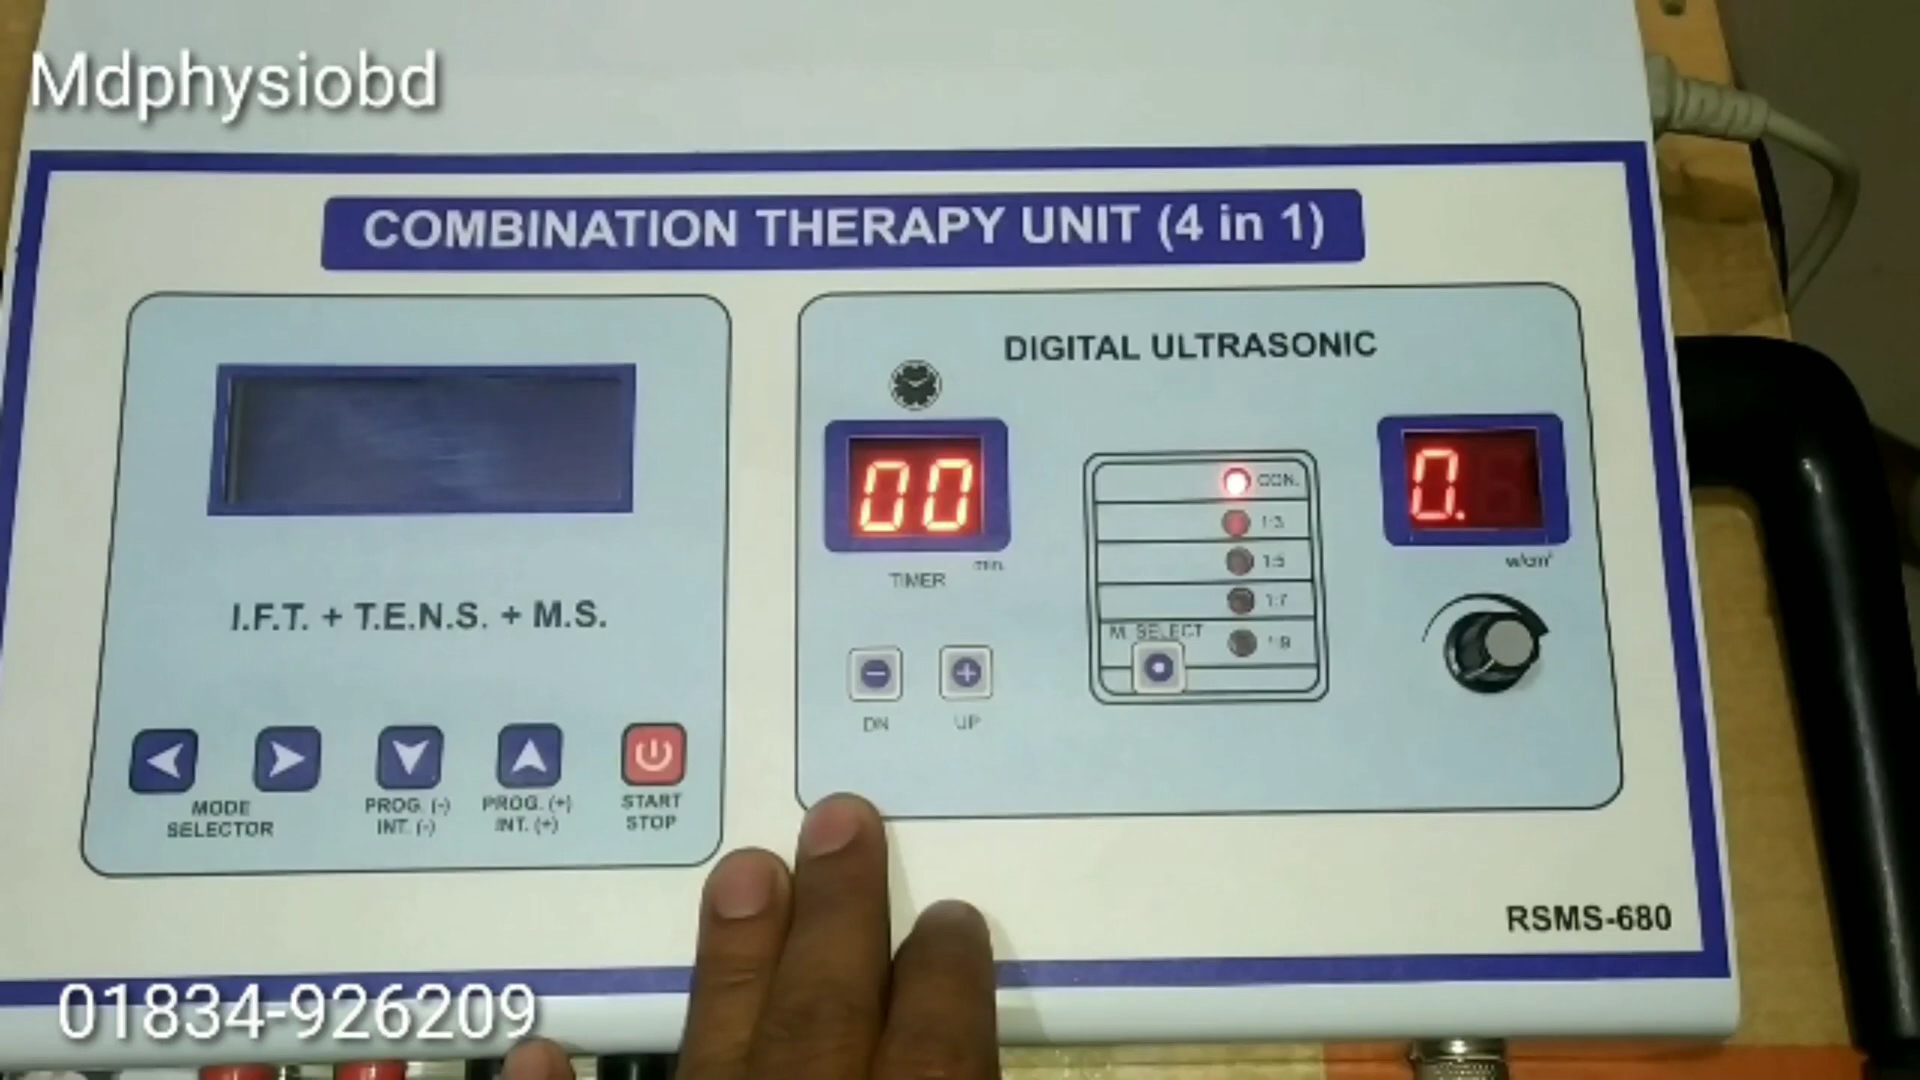 Mdphysiobd
COMBINATION THERAPY UNIT (4 in 1)
I.F.T. + T.E.N.S. + M.S.
MODE
SELECTOR
PROG. (-)
INT. (-)
PROG. (+)
INT. (+)
START
STOP
DIGITAL ULTRASONIC
00
min.
TIMER
DN
UP
CON.
1:3
1:5
1:7
1:9
M. SELECT
0.
w/cm²
RSMS-680
01834-926209